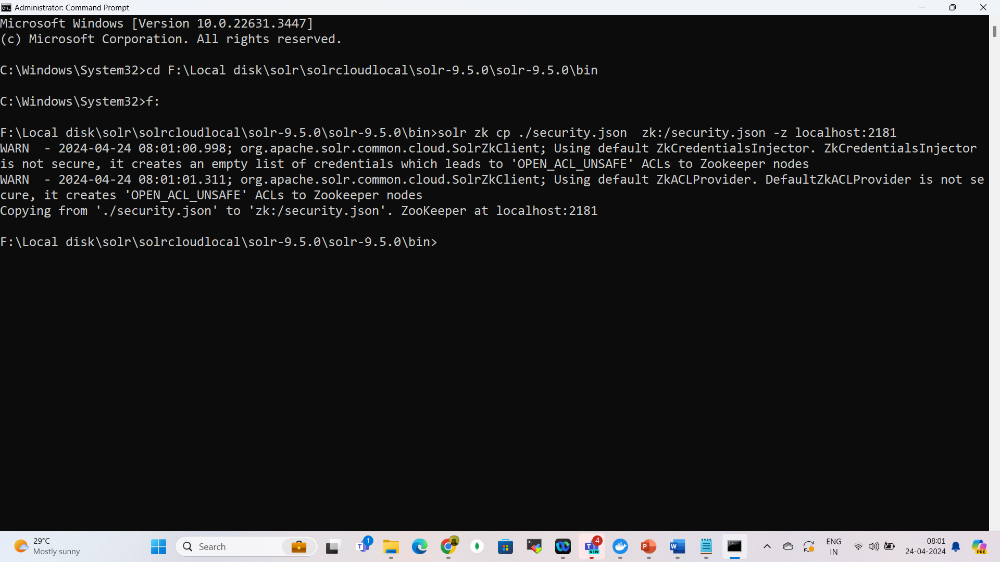 Administrator: Command Prompt
Microsoft Windows [Version 10.0.22631.3447]
(c) Microsoft Corporation. All rights reserved.
C:\Windows\System32>cd F:\Local disk\solr\solrcloudlocal\solr-9.5.0\solr-9.5.0\bin
C:\Windows\System32>f:
F:\Local disk\solr\solrcloudlocal\solr-9.5.0\solr-9.5.0\bin>solr zk cp ./security.json  zk:/security.json -z localhost:2181
WARN  - 2024-04-24 08:01:00.998; org.apache.solr.common.cloud.SolrZkClient; Using default ZkCredentialsInjector. ZkCredentialsInjector
is not secure, it creates an empty list of credentials which leads to 'OPEN_ACL_UNSAFE' ACLs to Zookeeper nodes
WARN  - 2024-04-24 08:01:01.311; org.apache.solr.common.cloud.SolrZkClient; Using default ZkACLProvider. DefaultZkACLProvider is not se
cure, it creates 'OPEN_ACL_UNSAFE' ACLs to Zookeeper nodes
Copying from './security.json' to 'zk:/security.json'. ZooKeeper at localhost:2181
F:\Local disk\solr\solrcloudlocal\solr-9.5.0\solr-9.5.0\bin>
29°C
Mostly sunny
Search
1
4
NEW
ENG
IN
08:01
24-04-2024
PRE